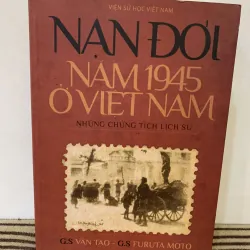 VIỆN SỬ HỌC VIỆT NAM
NẠN ĐÓI
NĂM 1945
Ở VIỆT NAM
NHỮNG CHỨNG TÍCH LỊCH SỬ
GS VĂN TẠO - GS FURUTA MOTO